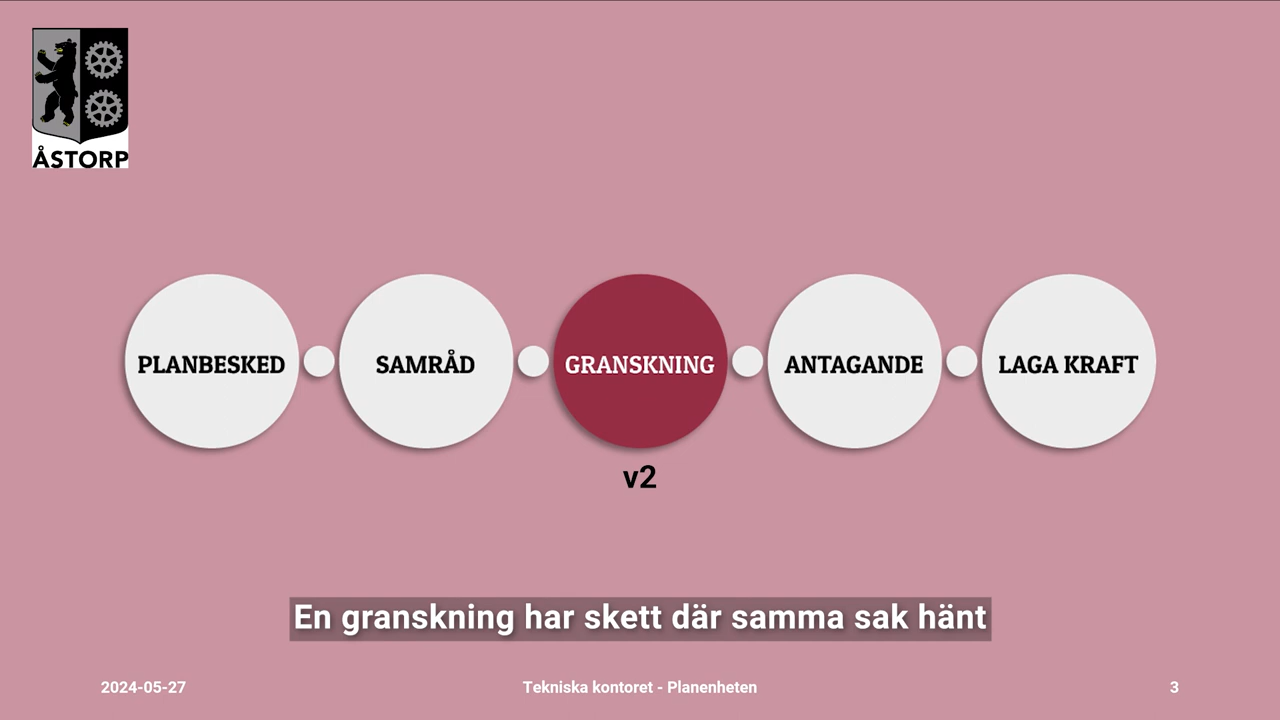 ÅSTORP
PLANBESKED
SAMRÅD
GRANSKNING
ANTAGANDE
LAGA KRAFT
v2
En granskning har skett där samma sak hänt
2024-05-27
Tekniska kontoret - Planenheten
3